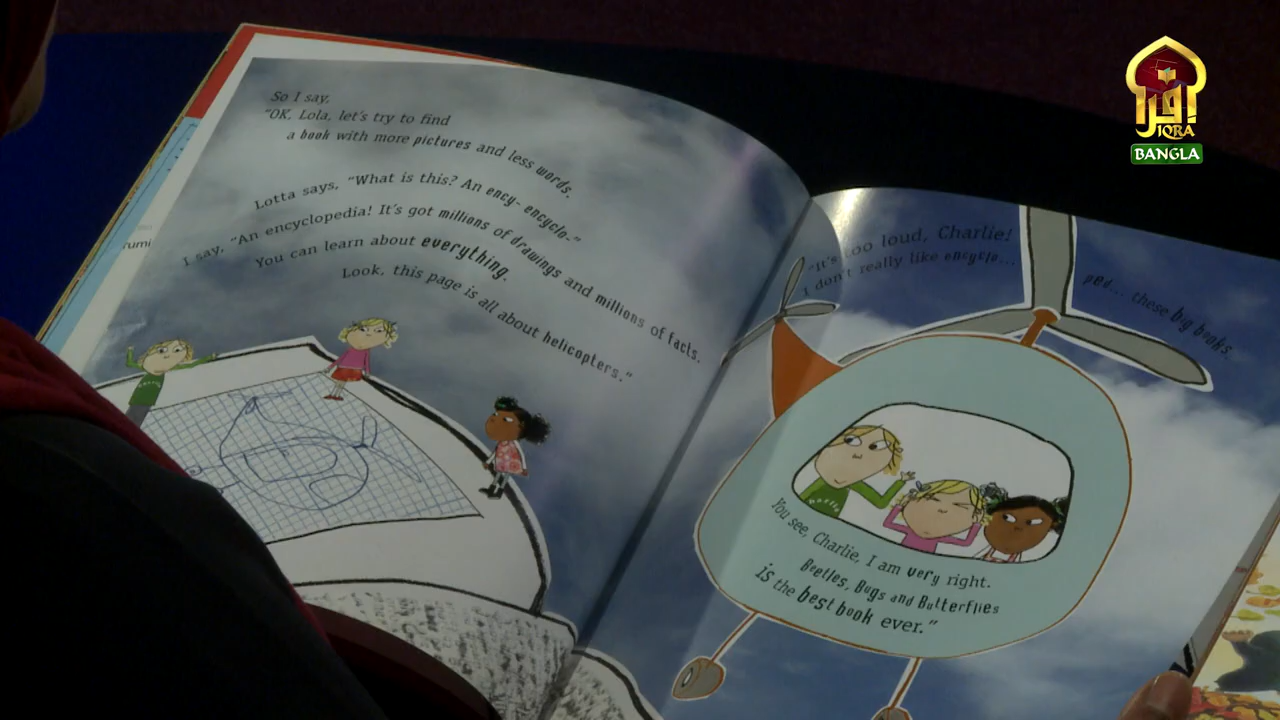 So I say,
"OK, Lola, let's try to find
a book with more pictures and less words.
Lotta says, "What is this? An ency- encyclo-"
I say, "An encyclopedia! It's got millions of drawings and millions of facts.
You can learn about everything.
Look, this page is all about helicopters."
"It's too loud, Charlie!
I don't really like encyclo...
ped... these big books.
You see, Charlie, I am very right.
Beetles, Bugs and Butterflies
is the best book ever."
اقرأ
IQRA
BANGLA